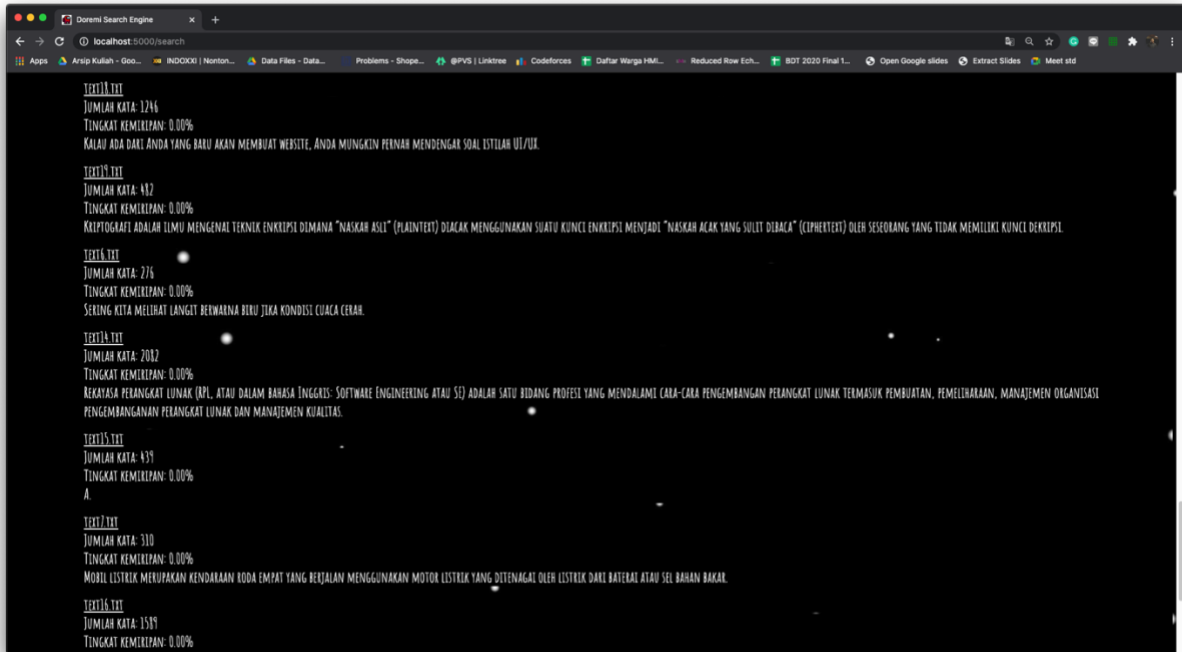 Doremi Search Engine
localhost:5000/search
Apps Arsip Kuliah - Goo... INDOXXI | Nonton... Data Files - Data... Problems - Shope... @PVS | Linktree Codeforces Daftar Warga HMI... Reduced Row Ech... BDT 2020 Final 1... Open Google slides Extract Slides Meet std
TEXT18.TXT
JUMLAH KATA: 1246
TINGKAT KEMIRIPAN: 0.00%
KALAU ADA DARI ANDA YANG BARU AKAN MEMBUAT WEBSITE, ANDA MUNGKIN PERNAH MENDENGAR SOAL ISTILAH UI/UX.
TEXT19.TXT
JUMLAH KATA: 482
TINGKAT KEMIRIPAN: 0.00%
KRIPTOGRAFI ADALAH ILMU MENGENAI TEKNIK ENKRIPSI DIMANA "NASKAH ASLI" (PLAINTEXT) DIACAK MENGGUNAKAN SUATU KUNCI ENKRIPSI MENJADI "NASKAH ACAK YANG SULIT DIBACA" (CIPHERTEXT) OLEH SESEORANG YANG TIDAK MEMILIKI KUNCI DEKRIPSI.
TEXT6.TXT
JUMLAH KATA: 276
TINGKAT KEMIRIPAN: 0.00%
SERING KITA MELIHAT LANGIT BERWARNA BIRU JIKA KONDISI CUACA CERAH.
TEXT14.TXT
JUMLAH KATA: 2082
TINGKAT KEMIRIPAN: 0.00%
REKAYASA PERANGKAT LUNAK (RPL, ATAU DALAM BAHASA INGGRIS: SOFTWARE ENGINEERING ATAU SE) ADALAH SATU BIDANG PROFESI YANG MENDALAMI CARA-CARA PENGEMBANGAN PERANGKAT LUNAK TERMASUK PEMBUATAN, PEMELIHARAAN, MANAJEMEN ORGANISASI
PENGEMBANGANAN PERANGKAT LUNAK DAN MANAJEMEN KUALITAS.
TEXT15.TXT
JUMLAH KATA: 439
TINGKAT KEMIRIPAN: 0.00%
A.
TEXT7.TXT
JUMLAH KATA: 310
TINGKAT KEMIRIPAN: 0.00%
MOBIL LISTRIK MERUPAKAN KENDARAAN RODA EMPAT YANG BERJALAN MENGGUNAKAN MOTOR LISTRIK YANG DITENAGAI OLEH LISTRIK DARI BATERAI ATAU SEL BAHAN BAKAR.
TEXT16.TXT
JUMLAH KATA: 1589
TINGKAT KEMIRIPAN: 0.00%